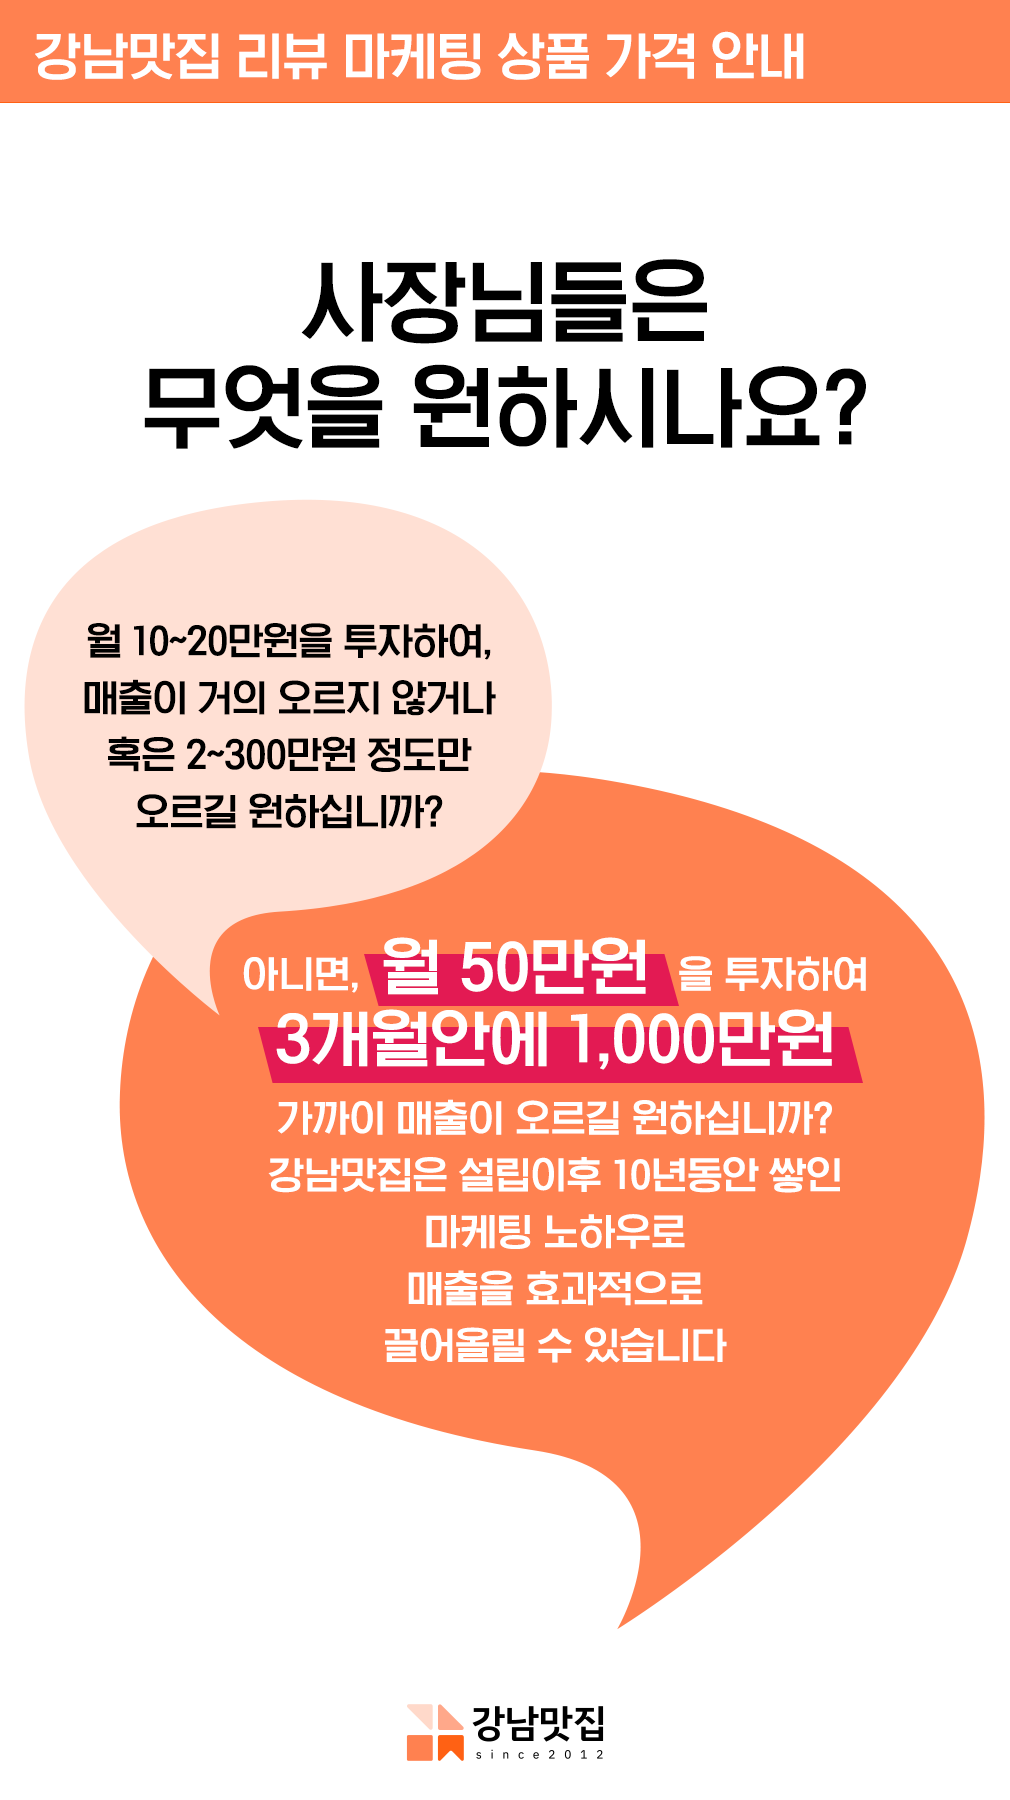 강남맛집 리뷰 마케팅 상품 가격 안내
사장님들은
무엇을 원하시나요?
월 10~20만원을 투자하여,
매출이 거의 오르지 않거나
혹은 2~300만원 정도만
오르길 원하십니까?
아니면, 월 50만원 을 투자하여
3개월안에 1,000만원
가까이 매출이 오르길 원하십니까?
강남맛집은 설립이후 10년동안 쌓인
마케팅 노하우로
매출을 효과적으로
끌어올릴 수 있습니다
강남맛집
since2012